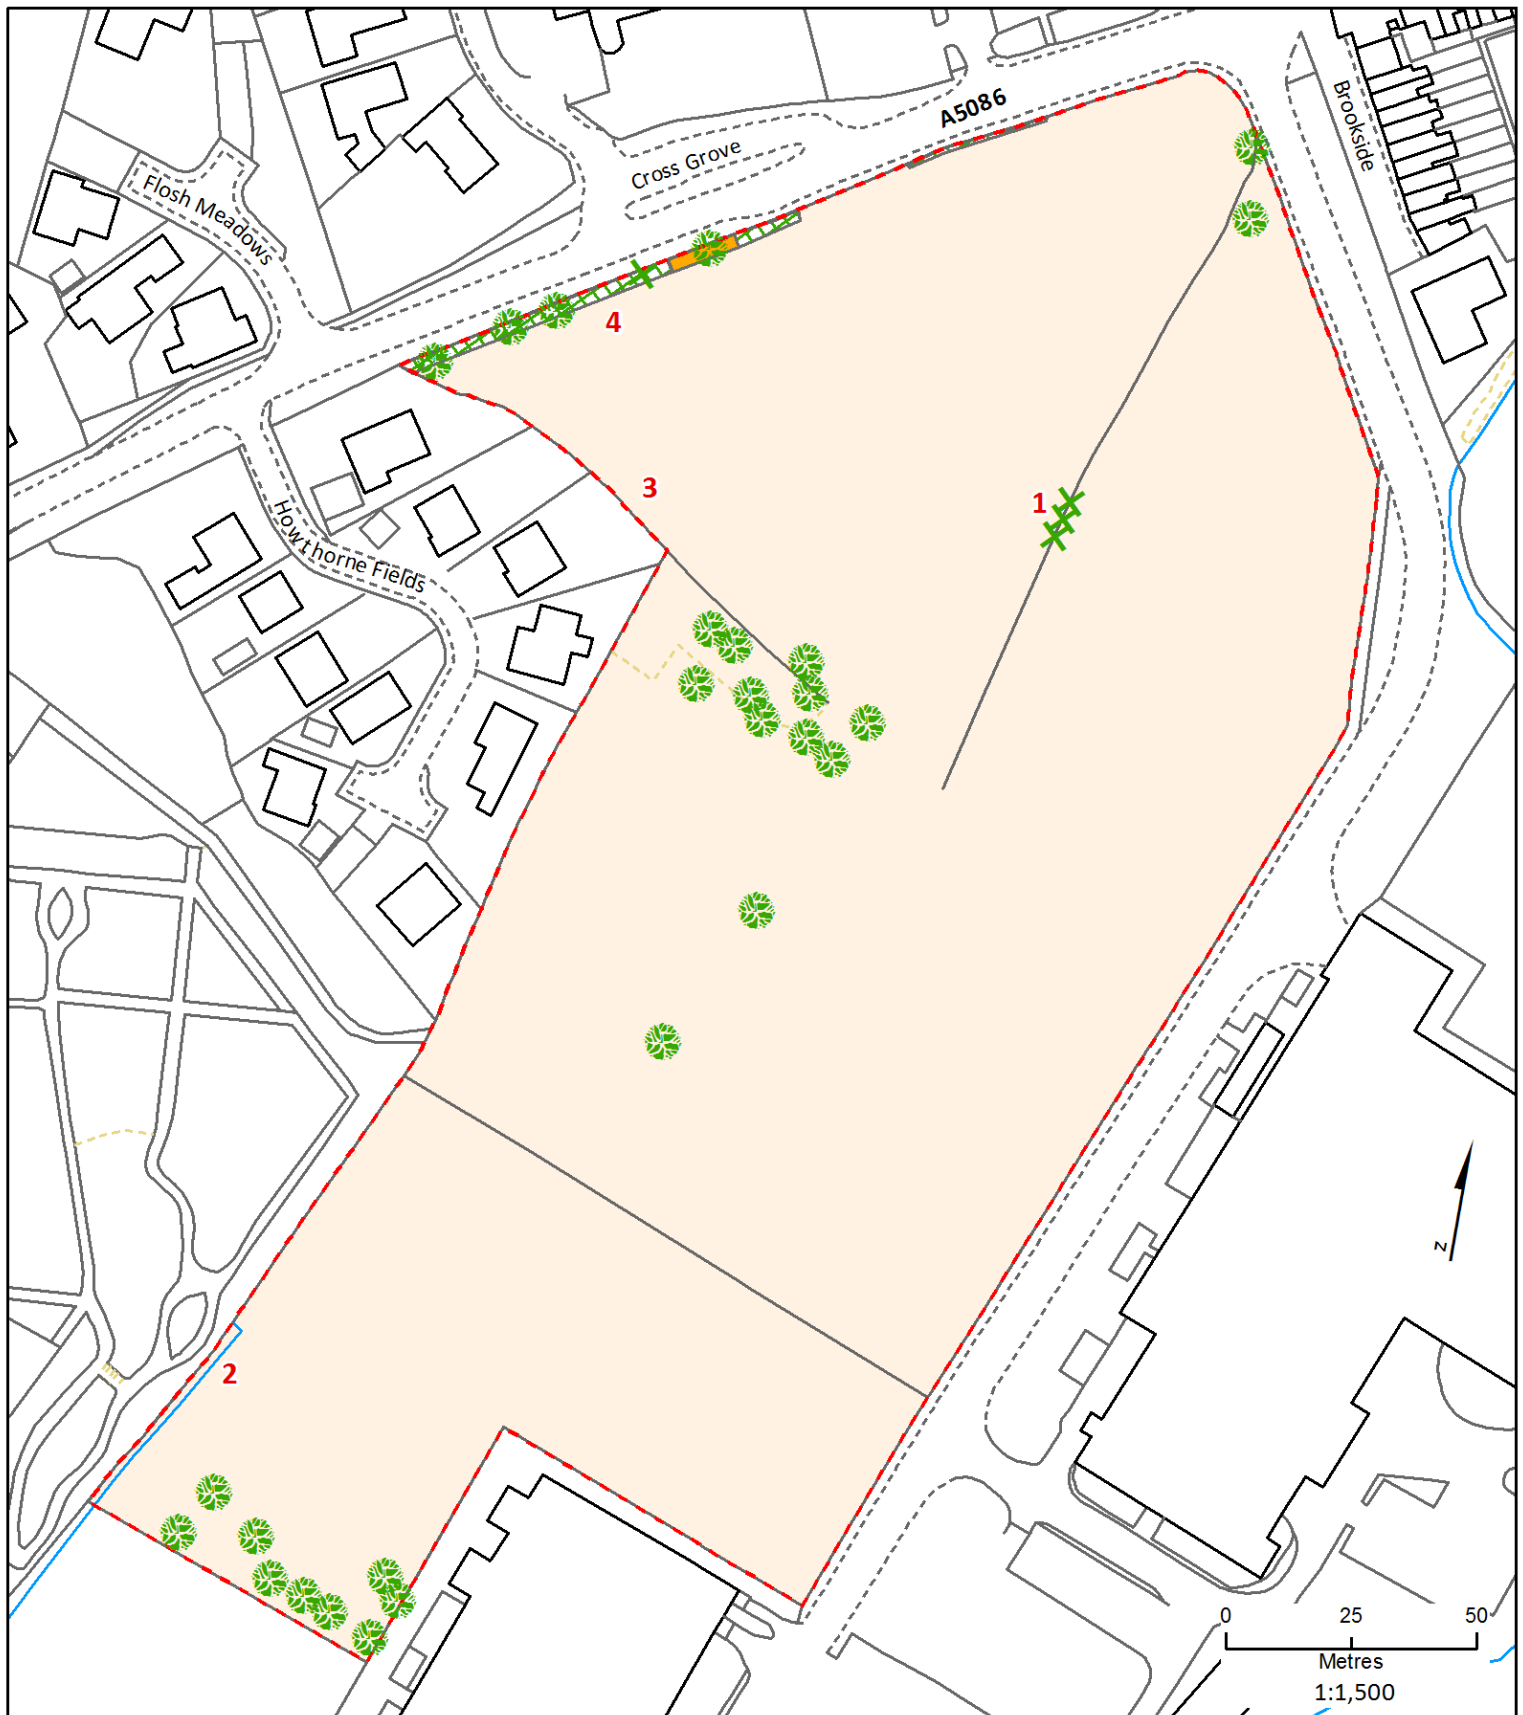 A5086
Brookside
Cross Grove
Flosh Meadows
4
3
1
Howthorne Fields
N
2
0 25 50
Metres
1:1,500